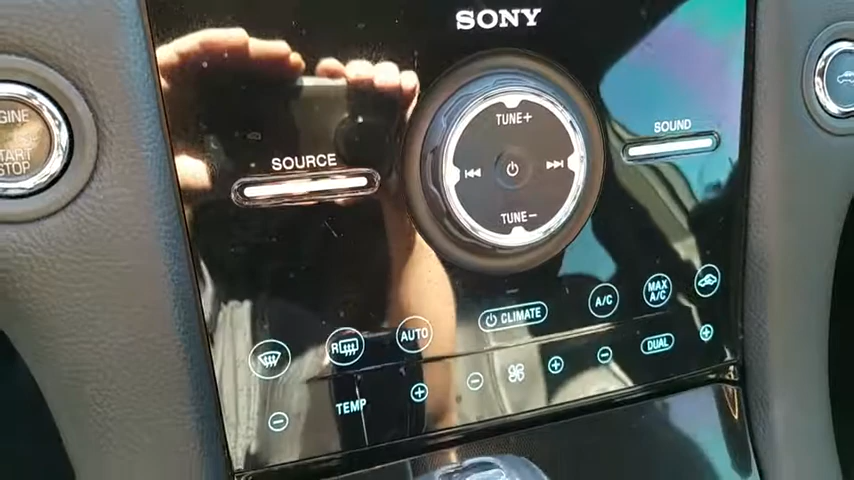 SONY
ENGINE
START
STOP
SOURCE
TUNE+
SOUND
TUNE−
R
AUTO
CLIMATE
A/C
MAX
A/C
TEMP
−
+
−
+
−
DUAL
+